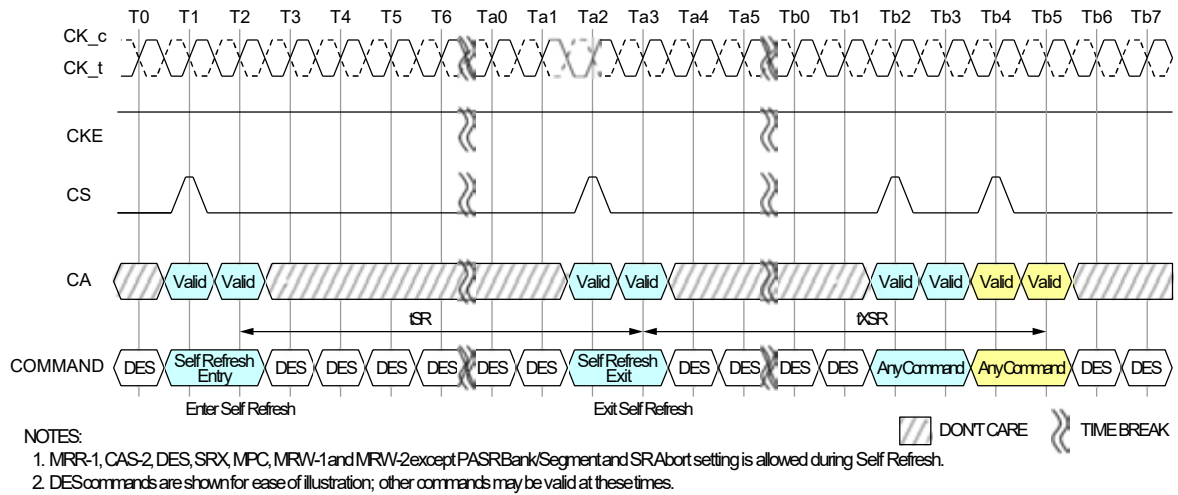 T0 T1 T2 T3 T4 T5 T6 Ta0 Ta1 Ta2 Ta3 Ta4 Ta5 Tb0 Tb1 Tb2 Tb3 Tb4 Tb5 Tb6 Tb7
CK_c
CK_t
CKE
CS
CA Valid Valid Valid Valid Valid Valid Valid Valid
tSR tXSR
COMMAND DES Self Refresh Entry DES DES DES DES DES DES Self Refresh Exit DES DES DES DES Any Command Any Command DES DES
Enter Self Refresh Exit Self Refresh
DON'T CARE TIME BREAK
NOTES:
1. MRR-1, CAS-2, DES, SRX, MPC, MRW-1 and MRW-2 except PASR Bank/Segment and SR Abort setting is allowed during Self Refresh.
2. DES commands are shown for ease of illustration; other commands may be valid at these times.